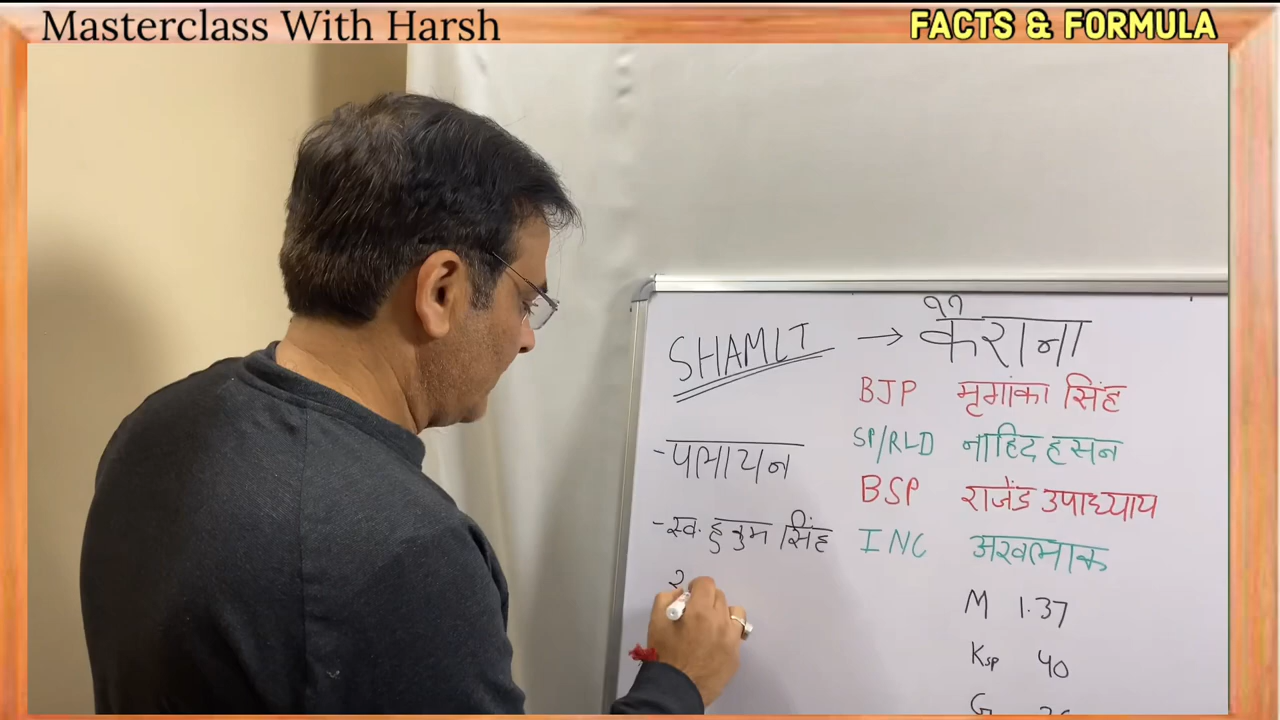 Masterclass With Harsh
FACTS & FORMULA
SHAMLI → कैराना
BJP मृगांका सिंह
SP/RLD नाहिद हसन
- पलायन
BSP राजेंद्र उपाध्याय
- स्व. हुकुम सिंह
INC अखलाक
M 1.37
Ksp 40
G